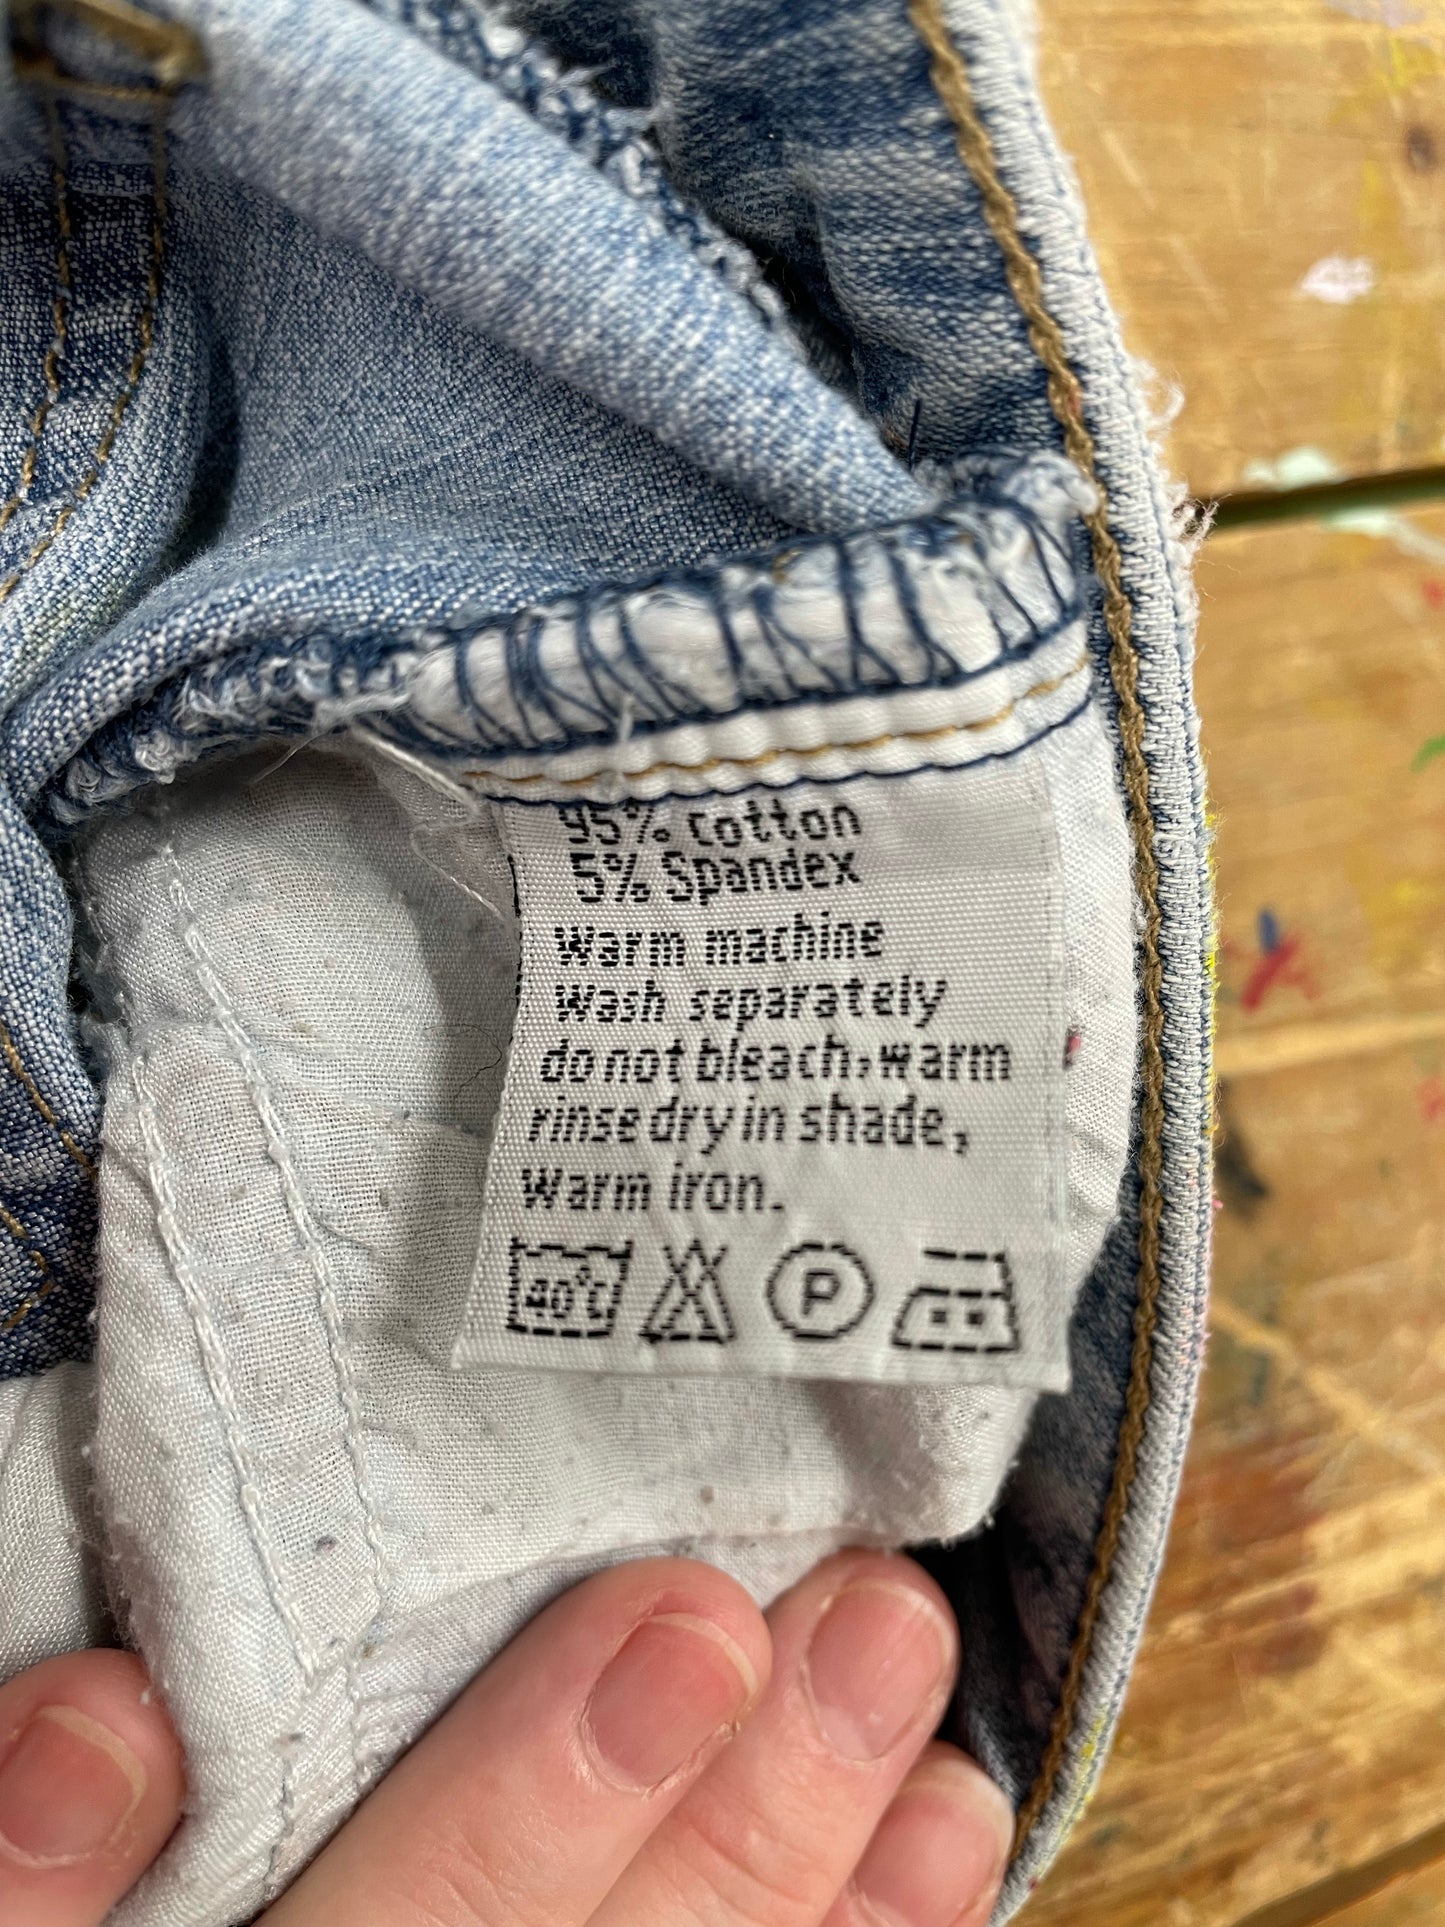 95% Cotton
5% Spandex
Warm machine
Wash separately
do not bleach,warm
rinse dry in shade,
Warm iron.
40°C P